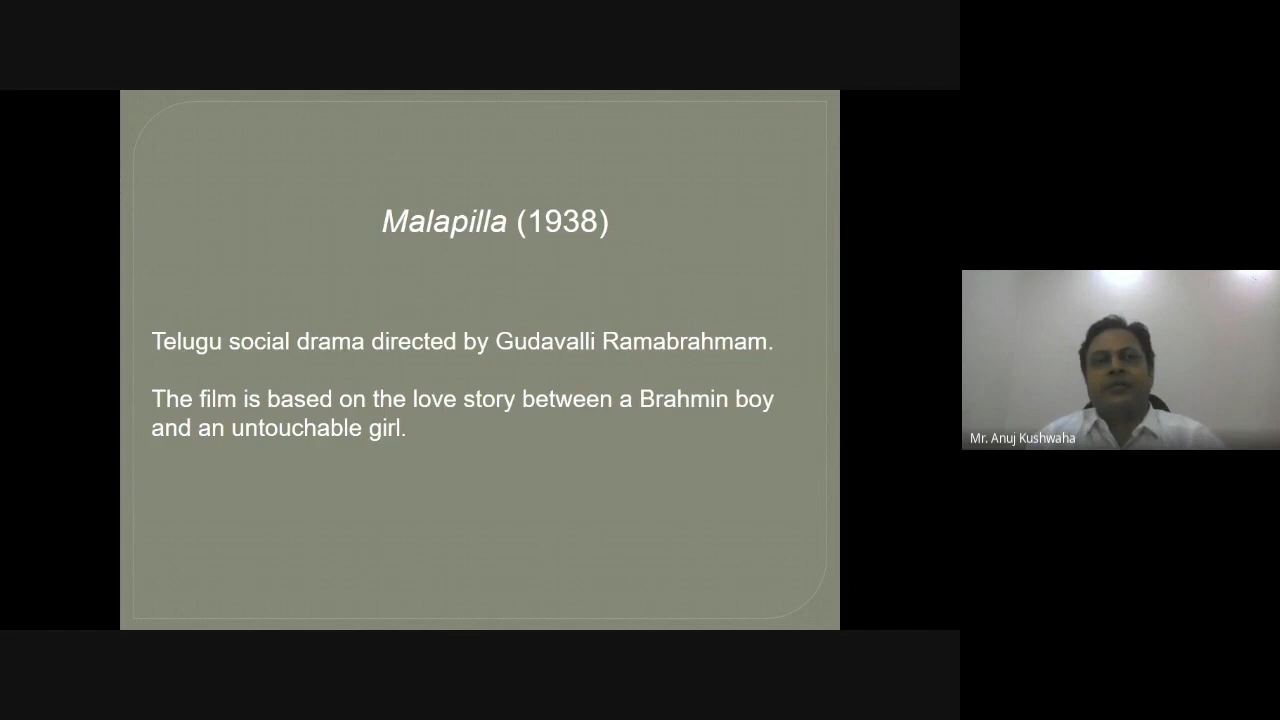 Malapilla (1938)
Telugu social drama directed by Gudavalli Ramabrahmam.
The film is based on the love story between a Brahmin boy
and an untouchable girl.
Mr. Anuj Kushwaha